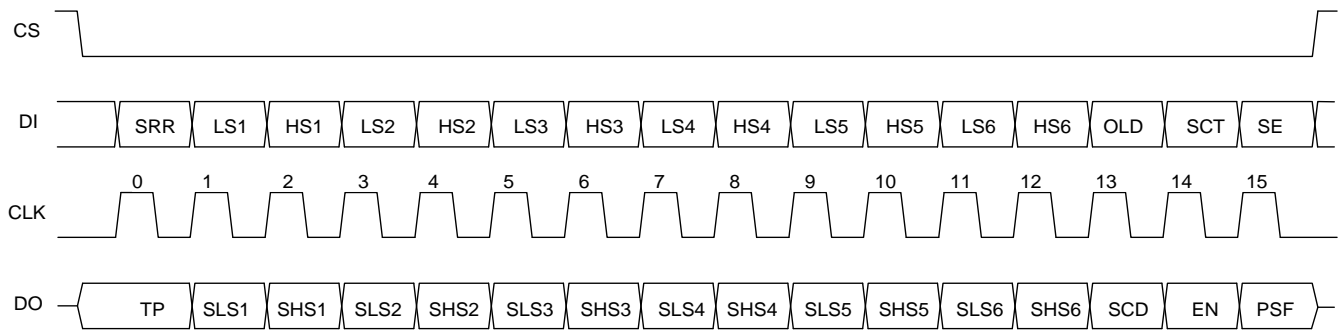 CS
DI SRR LS1 HS1 LS2 HS2 LS3 HS3 LS4 HS4 LS5 HS5 LS6 HS6 OLD SCT SE
0 1 2 3 4 5 6 7 8 9 10 11 12 13 14 15
CLK
DO TP SLS1 SHS1 SLS2 SHS2 SLS3 SHS3 SLS4 SHS4 SLS5 SHS5 SLS6 SHS6 SCD EN PSF